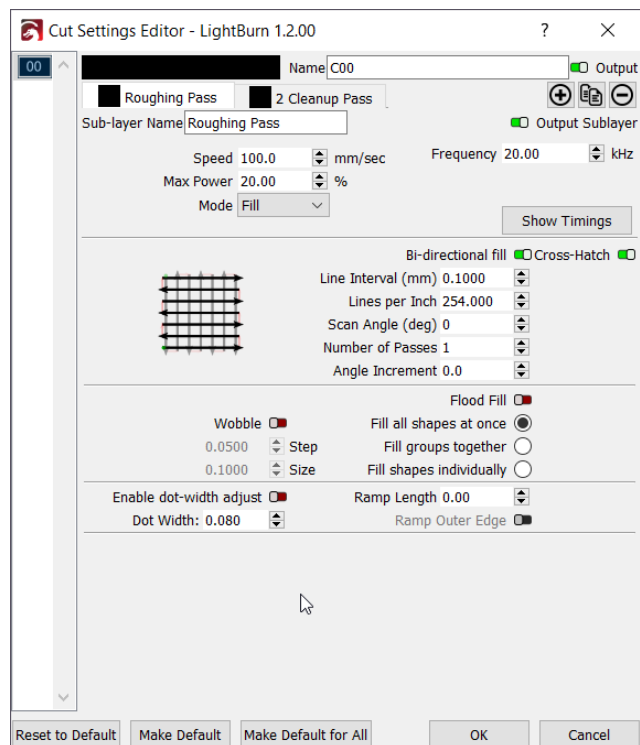 Cut Settings Editor - LightBurn 1.2.00 ? ×
00 Name C00 Output
Roughing Pass 2 Cleanup Pass
Sub-layer Name Roughing Pass Output Sublayer
Speed 100.0 mm/sec Frequency 20.00 kHz
Max Power 20.00 %
Mode Fill
Show Timings
Bi-directional fill Cross-Hatch
Line Interval (mm) 0.1000
Lines per Inch 254.000
Scan Angle (deg) 0
Number of Passes 1
Angle Increment 0.0
Flood Fill
Wobble Fill all shapes at once
0.0500 Step Fill groups together
0.1000 Size Fill shapes individually
Enable dot-width adjust Ramp Length 0.00
Dot Width: 0.080 Ramp Outer Edge
Reset to Default Make Default Make Default for All OK Cancel